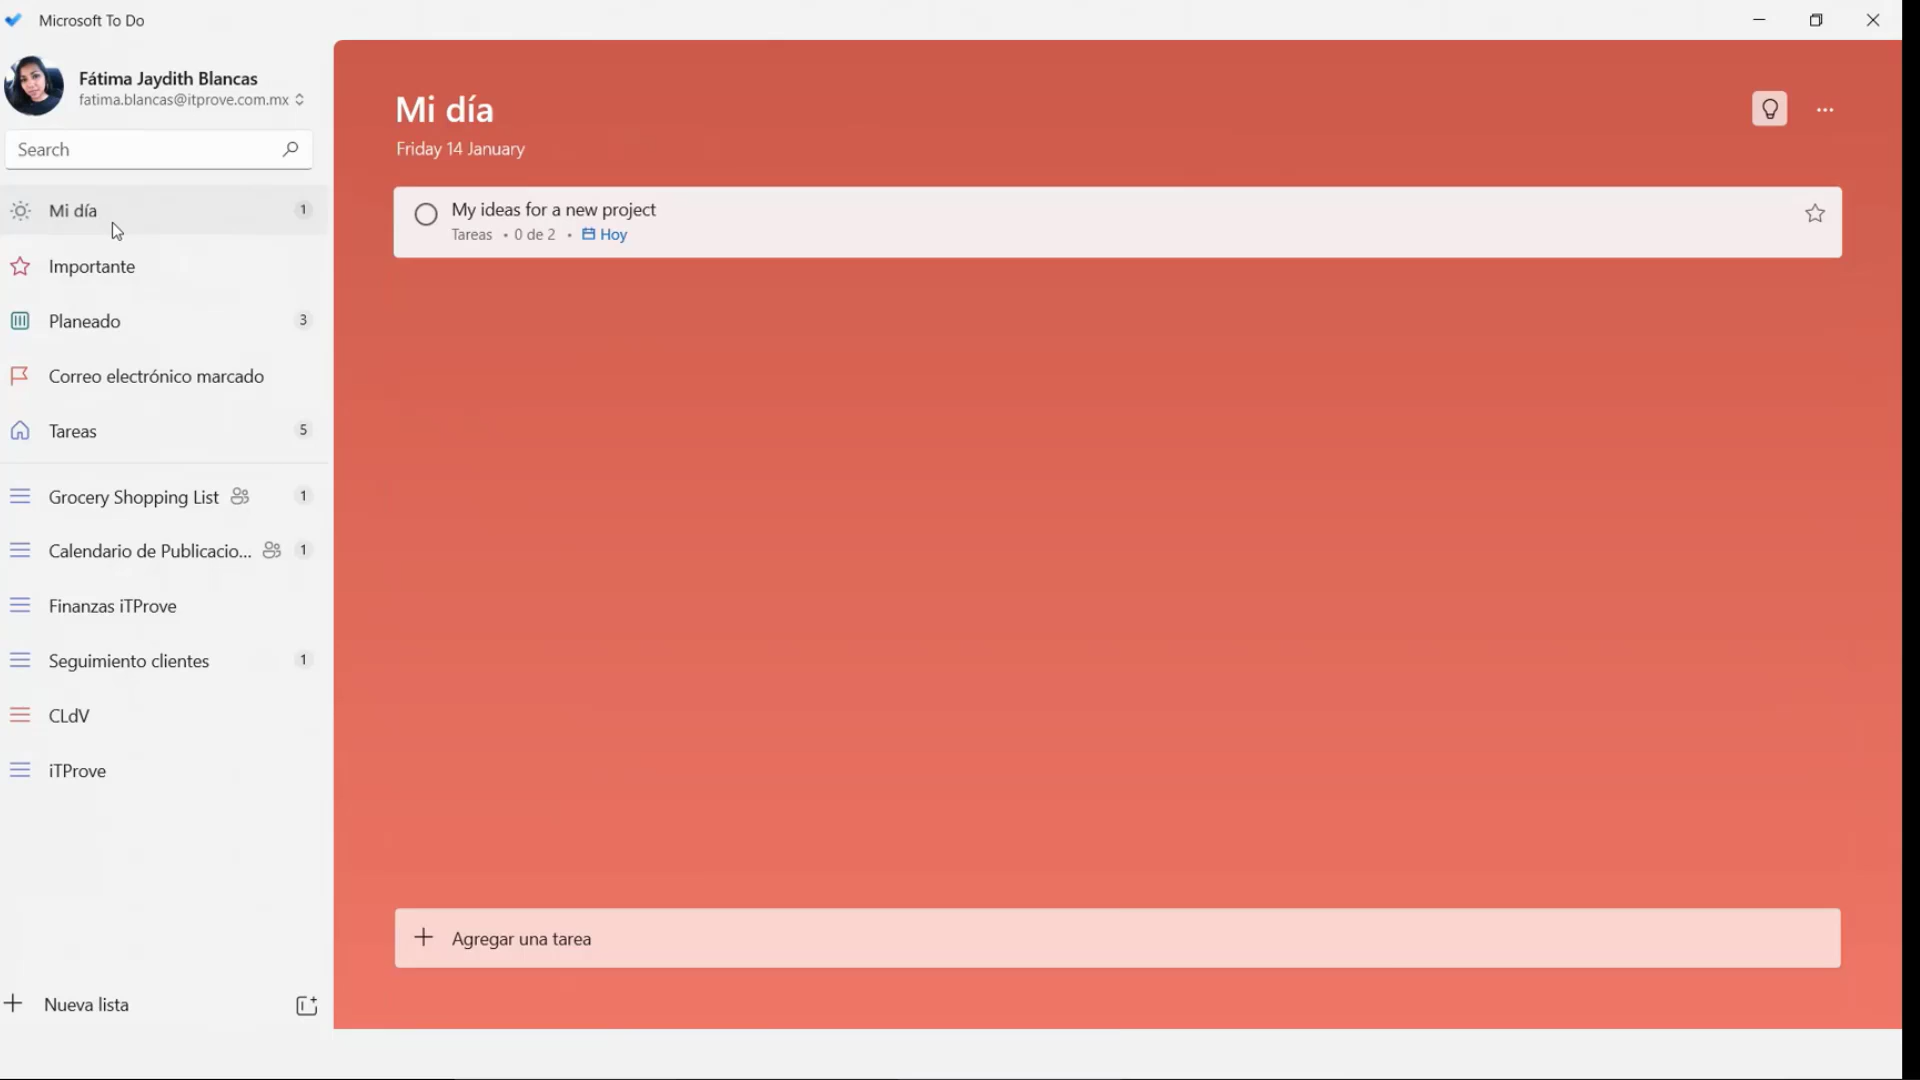 Microsoft To Do
Fátima Jaydith Blancas
fatima.blancas@itprove.com.mx
Search
Mi día 1
Importante
Planeado 3
Correo electrónico marcado
Tareas 5
Grocery Shopping List 1
Calendario de Publicacio... 1
Finanzas iTProve
Seguimiento clientes 1
CLdV
iTProve
Nueva lista
Mi día
Friday 14 January
My ideas for a new project
Tareas • 0 de 2 • Hoy
Agregar una tarea